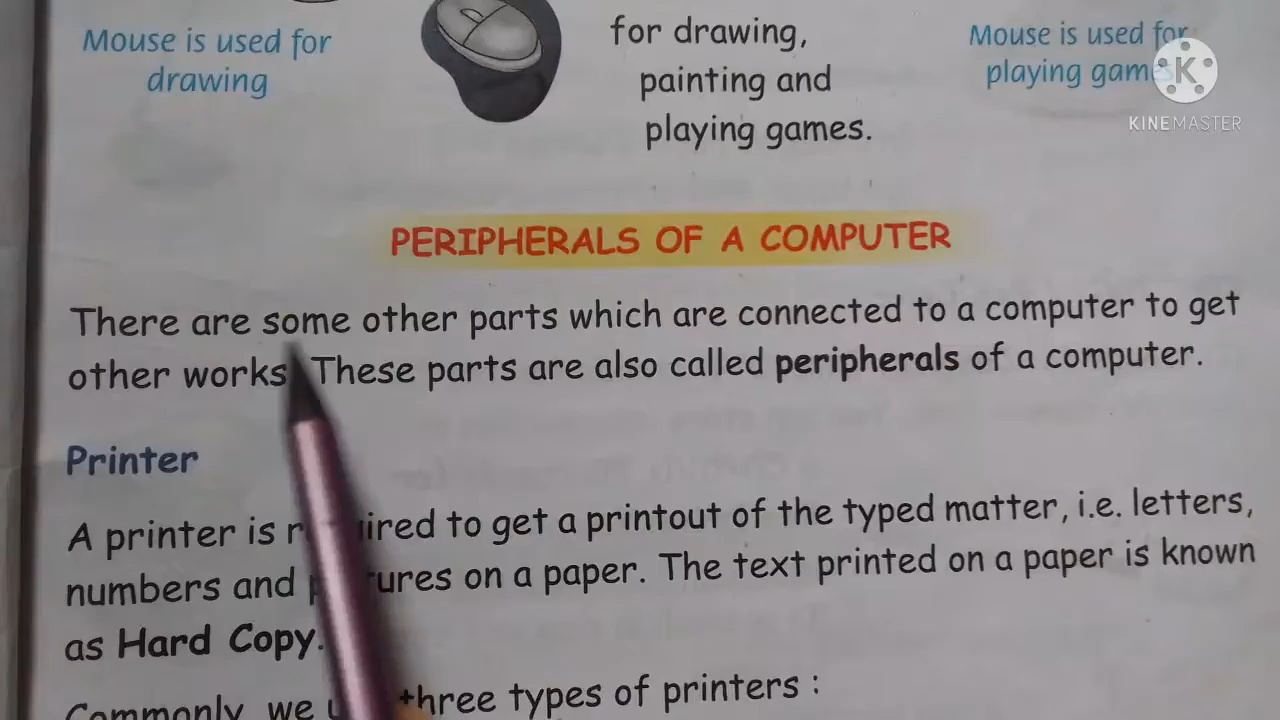 Mouse is used for
drawing
for drawing,
painting and
playing games.
Mouse is used for
playing games
KINEMASTER
PERIPHERALS OF A COMPUTER
There are some other parts which are connected to a computer to get
other works. These parts are also called peripherals of a computer.
Printer
A printer is required to get a printout of the typed matter, i.e. letters,
numbers and pictures on a paper. The text printed on a paper is known
as Hard Copy.
Commonly, we use three types of printers :